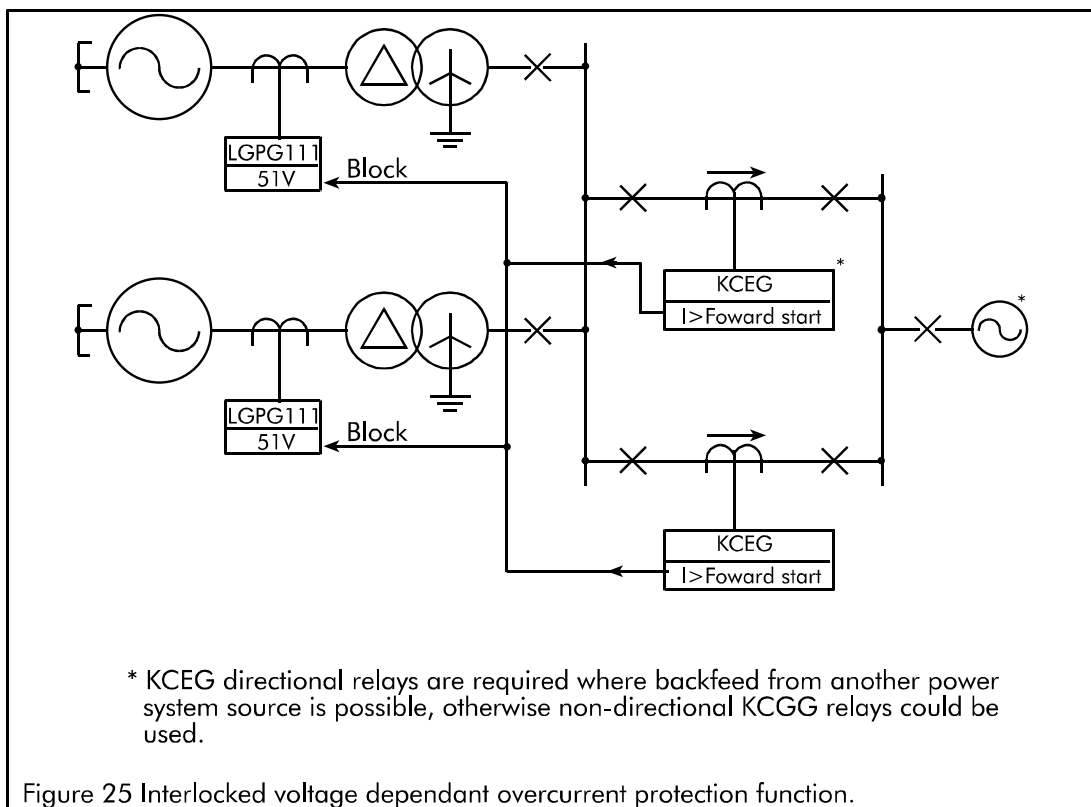 LGPG111
51V
Block
KCEG
*
I>Foward start
*
LGPG111
51V
Block
KCEG
I>Foward start
* KCEG directional relays are required where backfeed from another power
system source is possible, otherwise non-directional KCGG relays could be
used.
Figure 25 Interlocked voltage dependant overcurrent protection function.